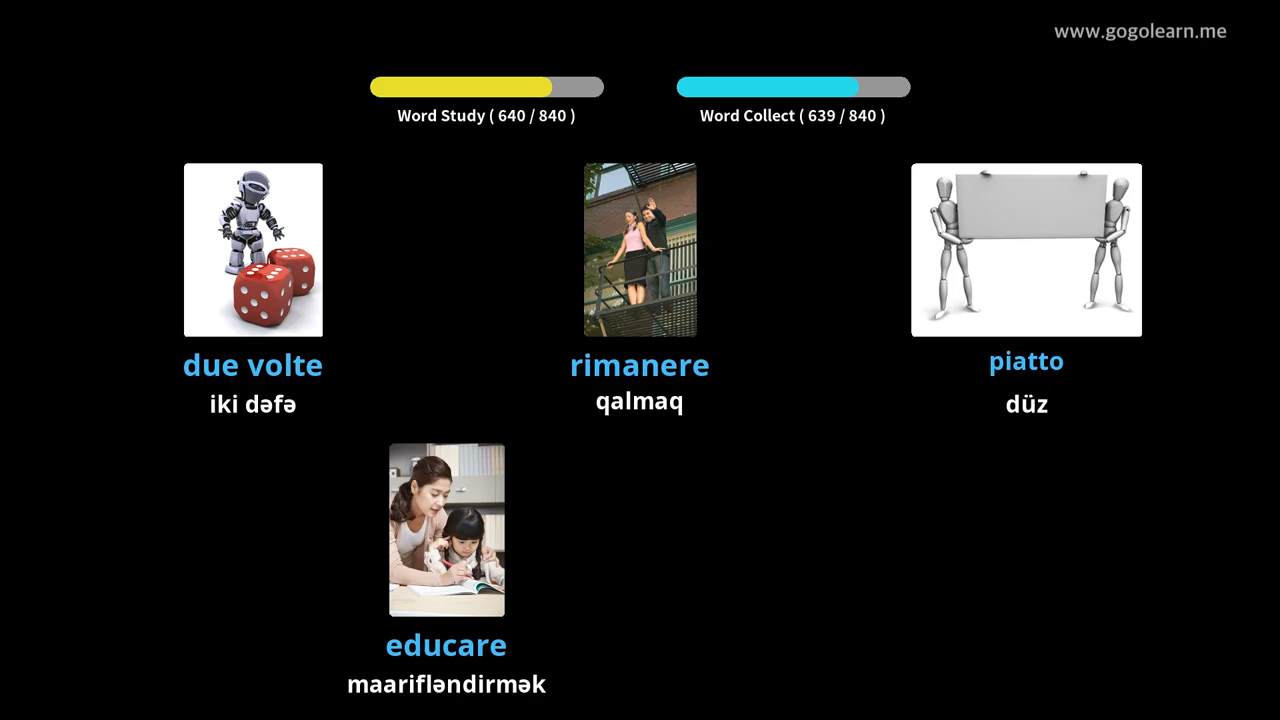 www.gogolearn.me
Word Study ( 640 / 840 )
Word Collect ( 639 / 840 )
due volte
iki dəfə
rimanere
qalmaq
piatto
düz
educare
maarifləndirmək